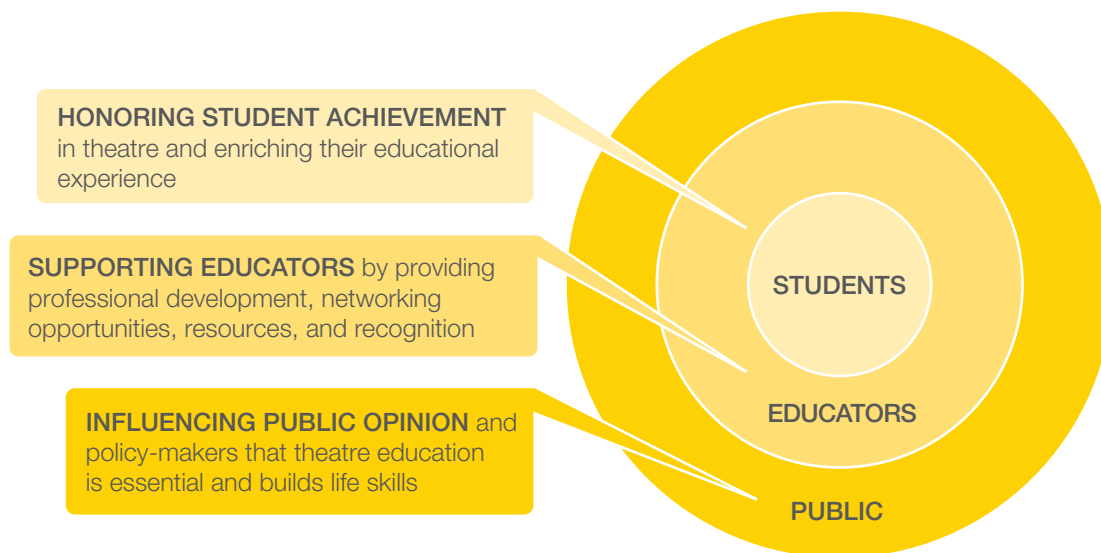 HONORING STUDENT ACHIEVEMENT
in theatre and enriching their educational
experience
SUPPORTING EDUCATORS by providing
professional development, networking
opportunities, resources, and recognition
INFLUENCING PUBLIC OPINION and
policy-makers that theatre education
is essential and builds life skills
STUDENTS
EDUCATORS
PUBLIC